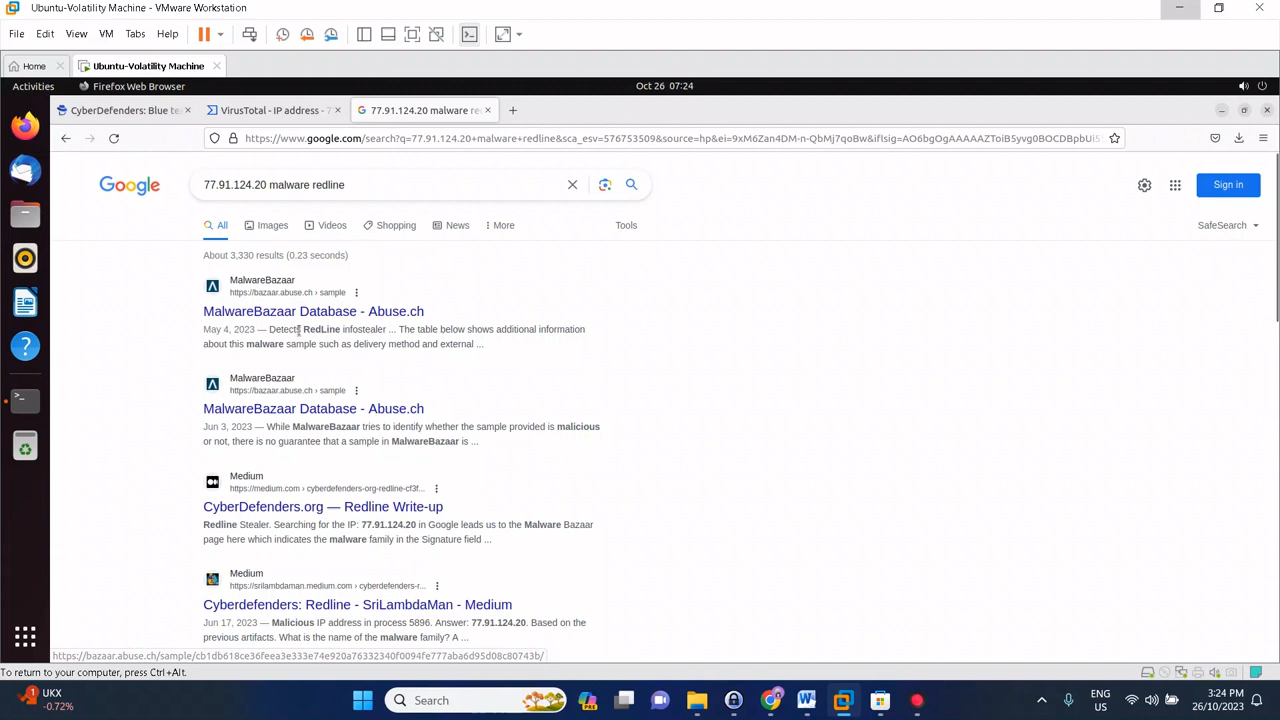 Ubuntu-Volatility Machine - VMware Workstation
File Edit View VM Tabs Help
Home Ubuntu-Volatility Machine
Activities Firefox Web Browser Oct 26 07:24
CyberDefenders: Blue te VirusTotal - IP address - 7 77.91.124.20 malware re
https://www.google.com/search?q=77.91.124.20+malware+redline&sca_esv=576753509&source=hp&ei=9xM6Zan4DM-n-QbMj7qoBw&iflsig=AO6bgOgAAAAAZToiB5yvg0BOCDBpbUi5
Google 77.91.124.20 malware redline Sign in
All Images Videos Shopping News More Tools SafeSearch
About 3,330 results (0.23 seconds)
MalwareBazaar
https://bazaar.abuse.ch › sample
MalwareBazaar Database - Abuse.ch
May 4, 2023 — Detects RedLine infostealer ... The table below shows additional information
about this malware sample such as delivery method and external ...
MalwareBazaar
https://bazaar.abuse.ch › sample
MalwareBazaar Database - Abuse.ch
Jun 3, 2023 — While MalwareBazaar tries to identify whether the sample provided is malicious
or not, there is no guarantee that a sample in MalwareBazaar is ...
Medium
https://medium.com › cyberdefenders-org-redline-cf3f...
CyberDefenders.org — Redline Write-up
Redline Stealer. Searching for the IP: 77.91.124.20 in Google leads us to the Malware Bazaar
page here which indicates the malware family in the Signature field ...
Medium
https://srilambdaman.medium.com › cyberdefenders-r...
Cyberdefenders: Redline - SriLambdaMan - Medium
Jun 17, 2023 — Malicious IP address in process 5896. Answer: 77.91.124.20. Based on the
previous artifacts. What is the name of the malware family? A ...
https://bazaar.abuse.ch/sample/cb1db618ce36feea3e333e74e920a76332340f0094fe777aba6d95d08c80743b/
To return to your computer, press Ctrl+Alt.
1 UKX
-0.72%
Search
PRE
ENG
US
3:24 PM
26/10/2023